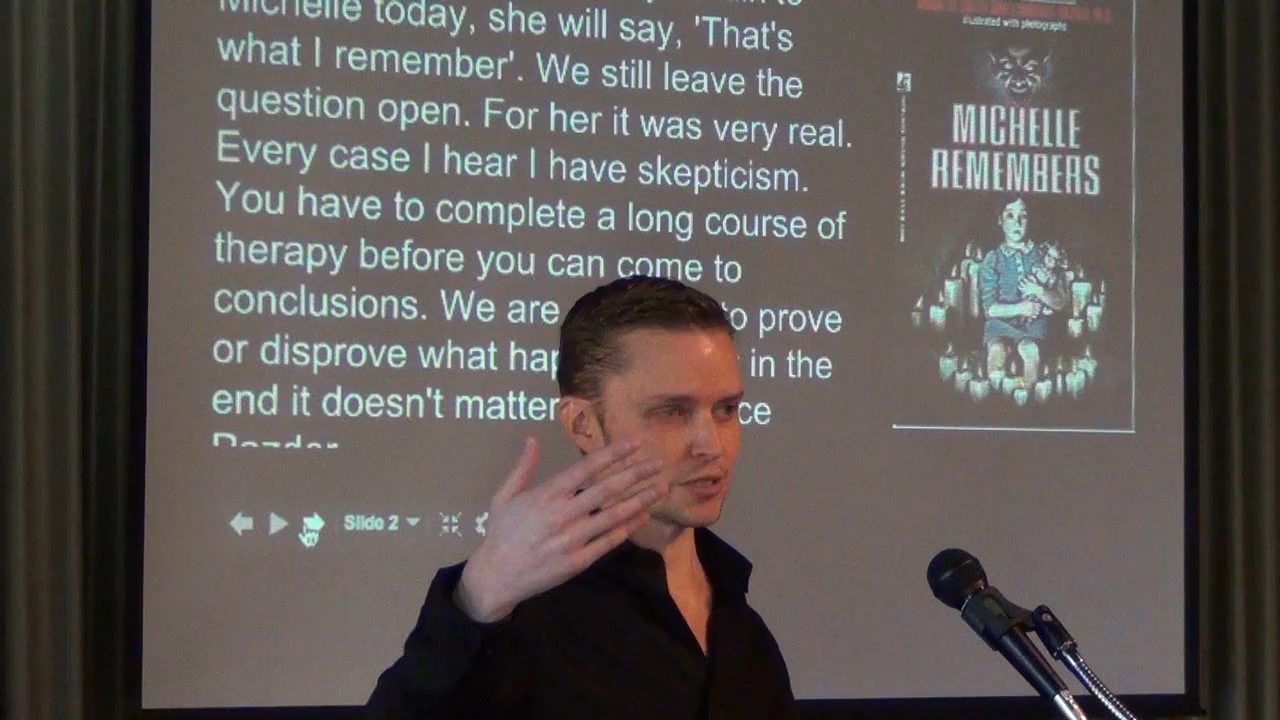 Michelle today, she will say, 'That's
what I remember'. We still leave the
question open. For her it was very real.
Every case I hear I have skepticism.
You have to complete a long course of
therapy before you can come to
conclusions. We are to prove
or disprove what in the
end it doesn't matter
Slide 2
illustrated with photographs
MICHELLE
REMEMBERS